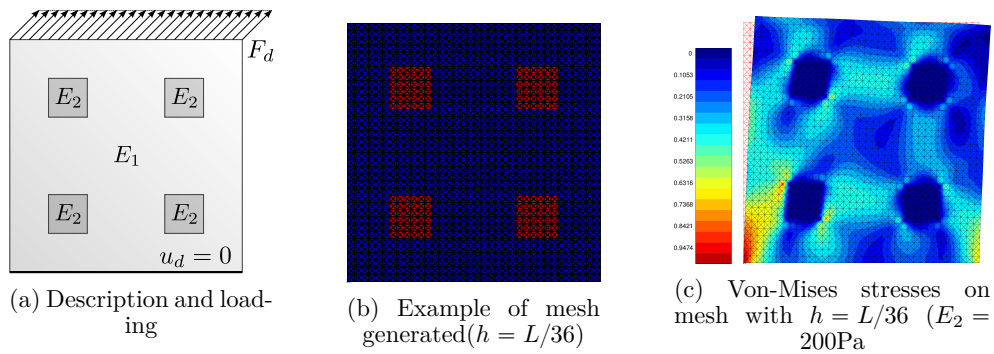 F_d
E_2 E_2
E_1
E_2 E_2
u_d = 0
(a) Description and load-
ing
(b) Example of mesh
generated(h = L/36)
0
0.1053
0.2105
0.3158
0.4211
0.5263
0.6316
0.7368
0.8421
0.9474
(c) Von-Mises stresses on
mesh with h = L/36 (E_2 =
200Pa